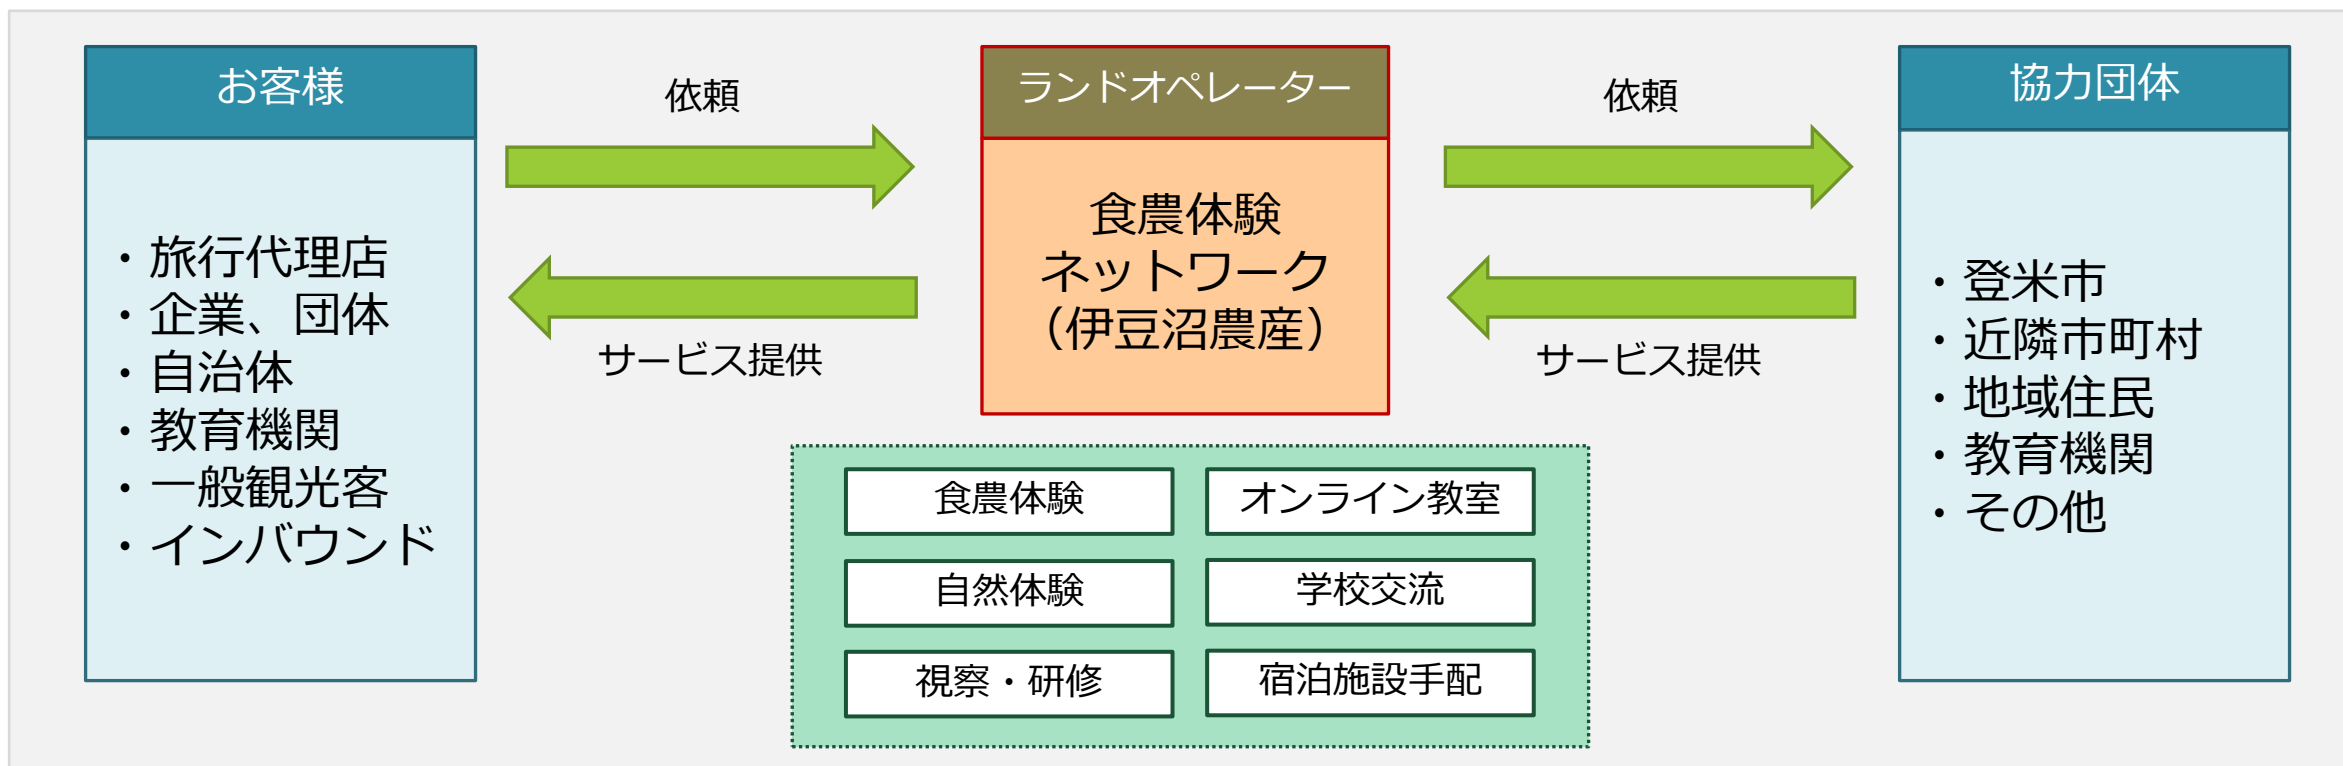 お客様
・旅行代理店
・企業、団体
・自治体
・教育機関
・一般観光客
・インバウンド
依頼
サービス提供
ランドオペレーター
食農体験
ネットワーク
（伊豆沼農産）
依頼
サービス提供
協力団体
・登米市
・近隣市町村
・地域住民
・教育機関
・その他
食農体験
オンライン教室
自然体験
学校交流
視察・研修
宿泊施設手配